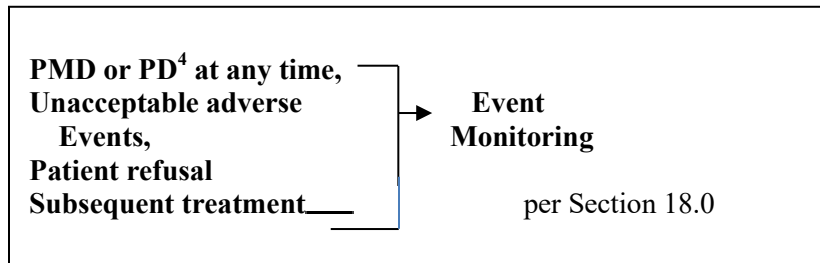 PMD or PD⁴ at any time,
Unacceptable adverse
Events,
Patient refusal
Subsequent treatment
Event
Monitoring
per Section 18.0